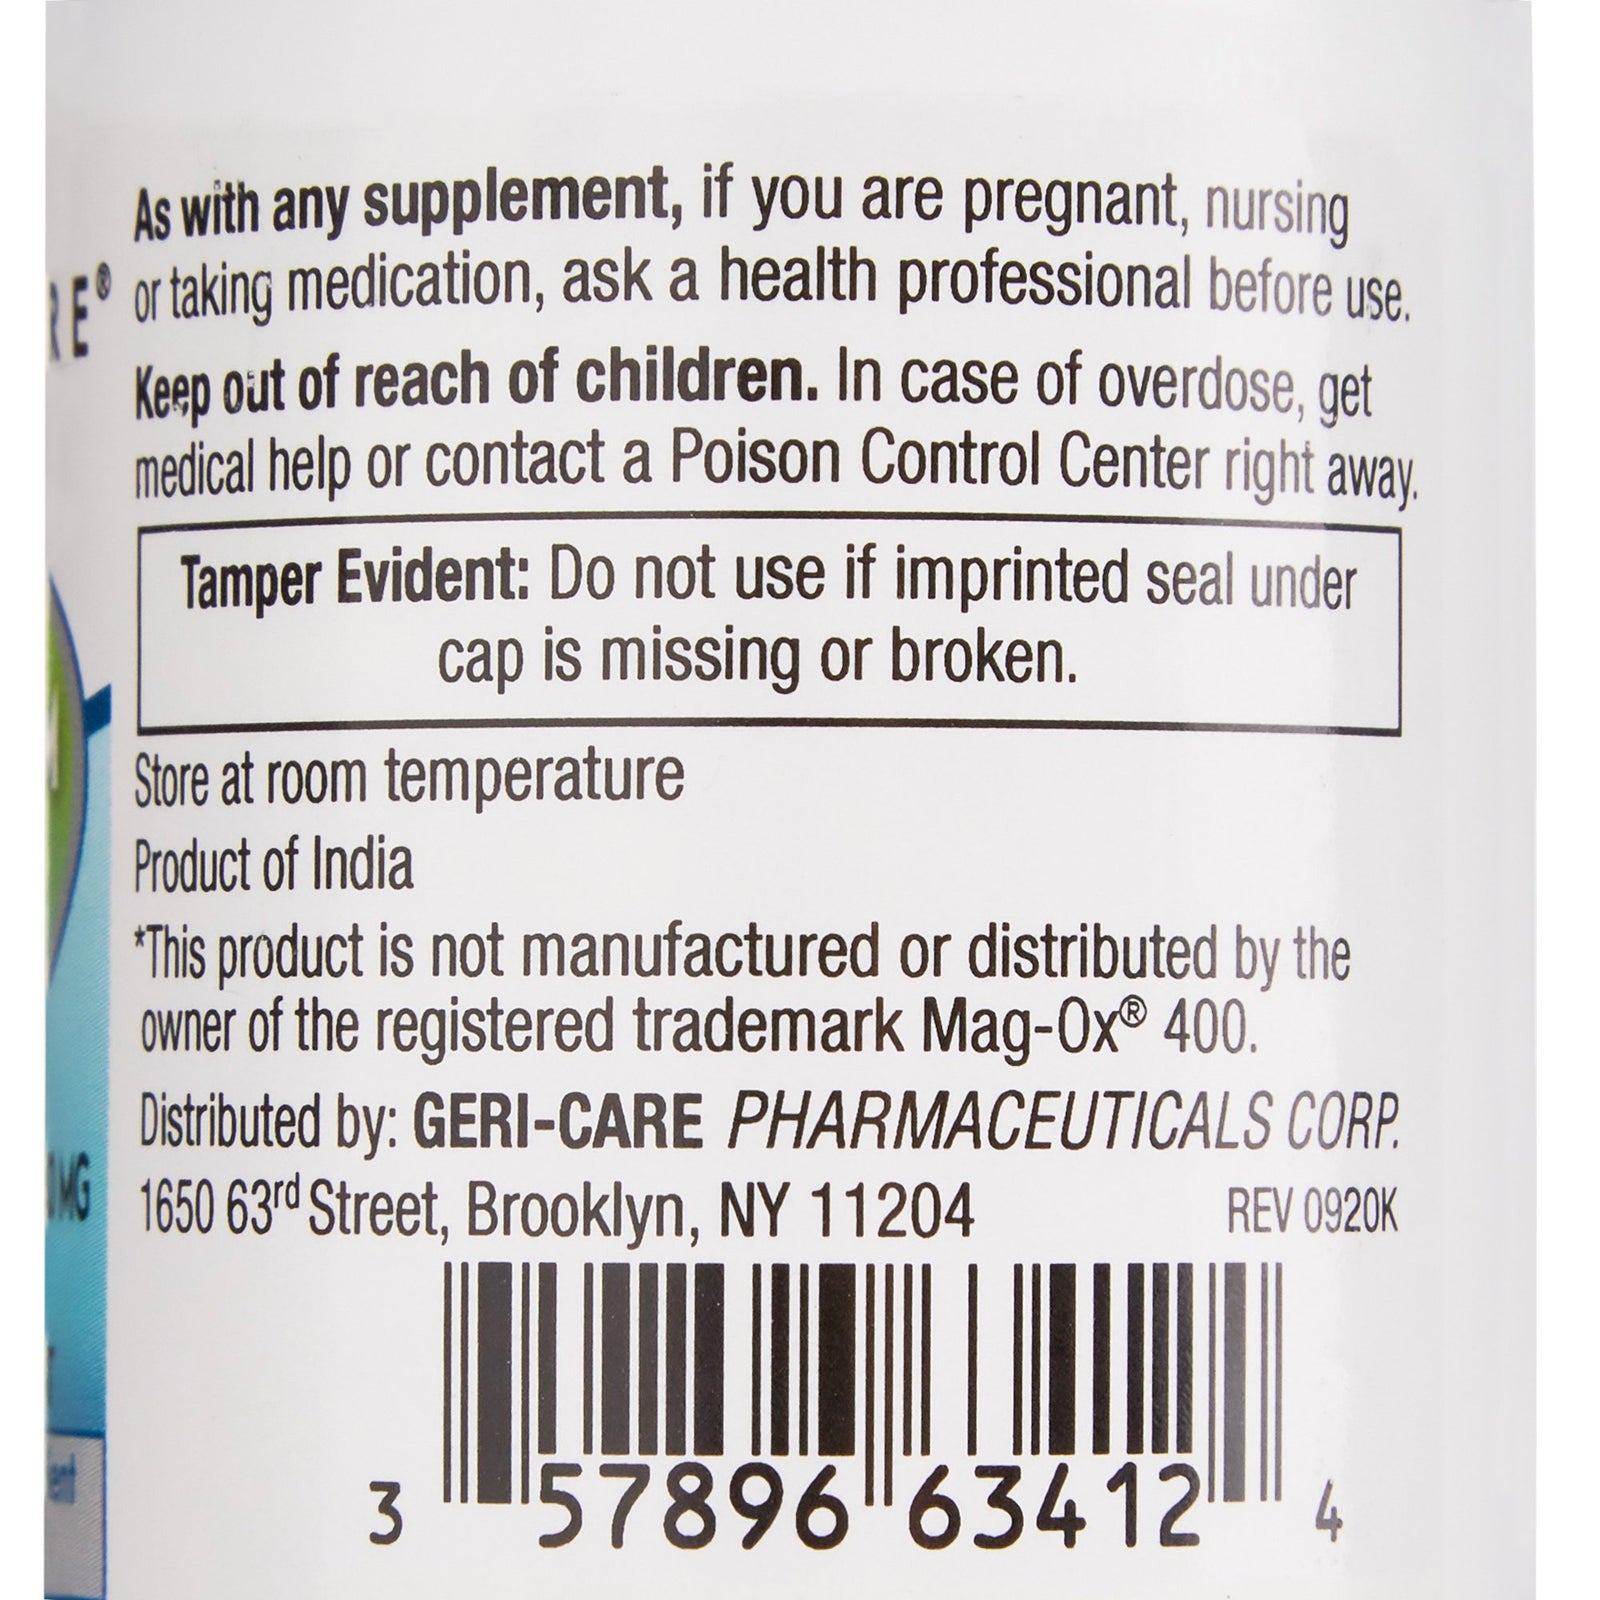 As with any supplement, if you are pregnant, nursing
or taking medication, ask a health professional before use.
Keep out of reach of children. In case of overdose, get
medical help or contact a Poison Control Center right away.
Tamper Evident: Do not use if imprinted seal under
cap is missing or broken.
Store at room temperature
Product of India
*This product is not manufactured or distributed by the
owner of the registered trademark Mag-Ox® 400.
Distributed by: GERI-CARE PHARMACEUTICALS CORP.
1650 63rd Street, Brooklyn, NY 11204 REV 0920K
3 57896 63412 4
RE®
MG